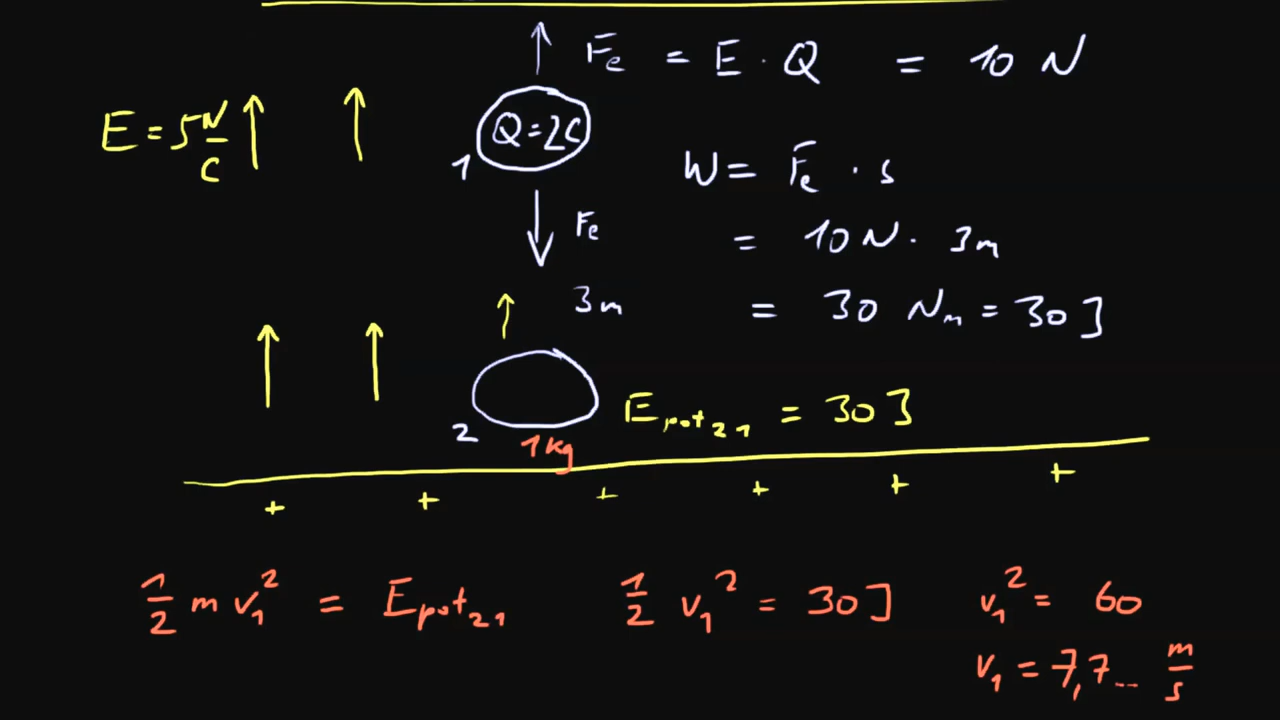 Fe = E · Q = 10 N
E = 5 N/C
Q = 2C
1
W = Fe · s
Fe
= 10 N · 3m
3m
= 30 Nm = 30 J
Epot21 = 30 J
2
1kg
+ + + + + +
1/2 m v1² = Epot21
1/2 v1² = 30 J
v1² = 60
v1 = 7,7... m/s